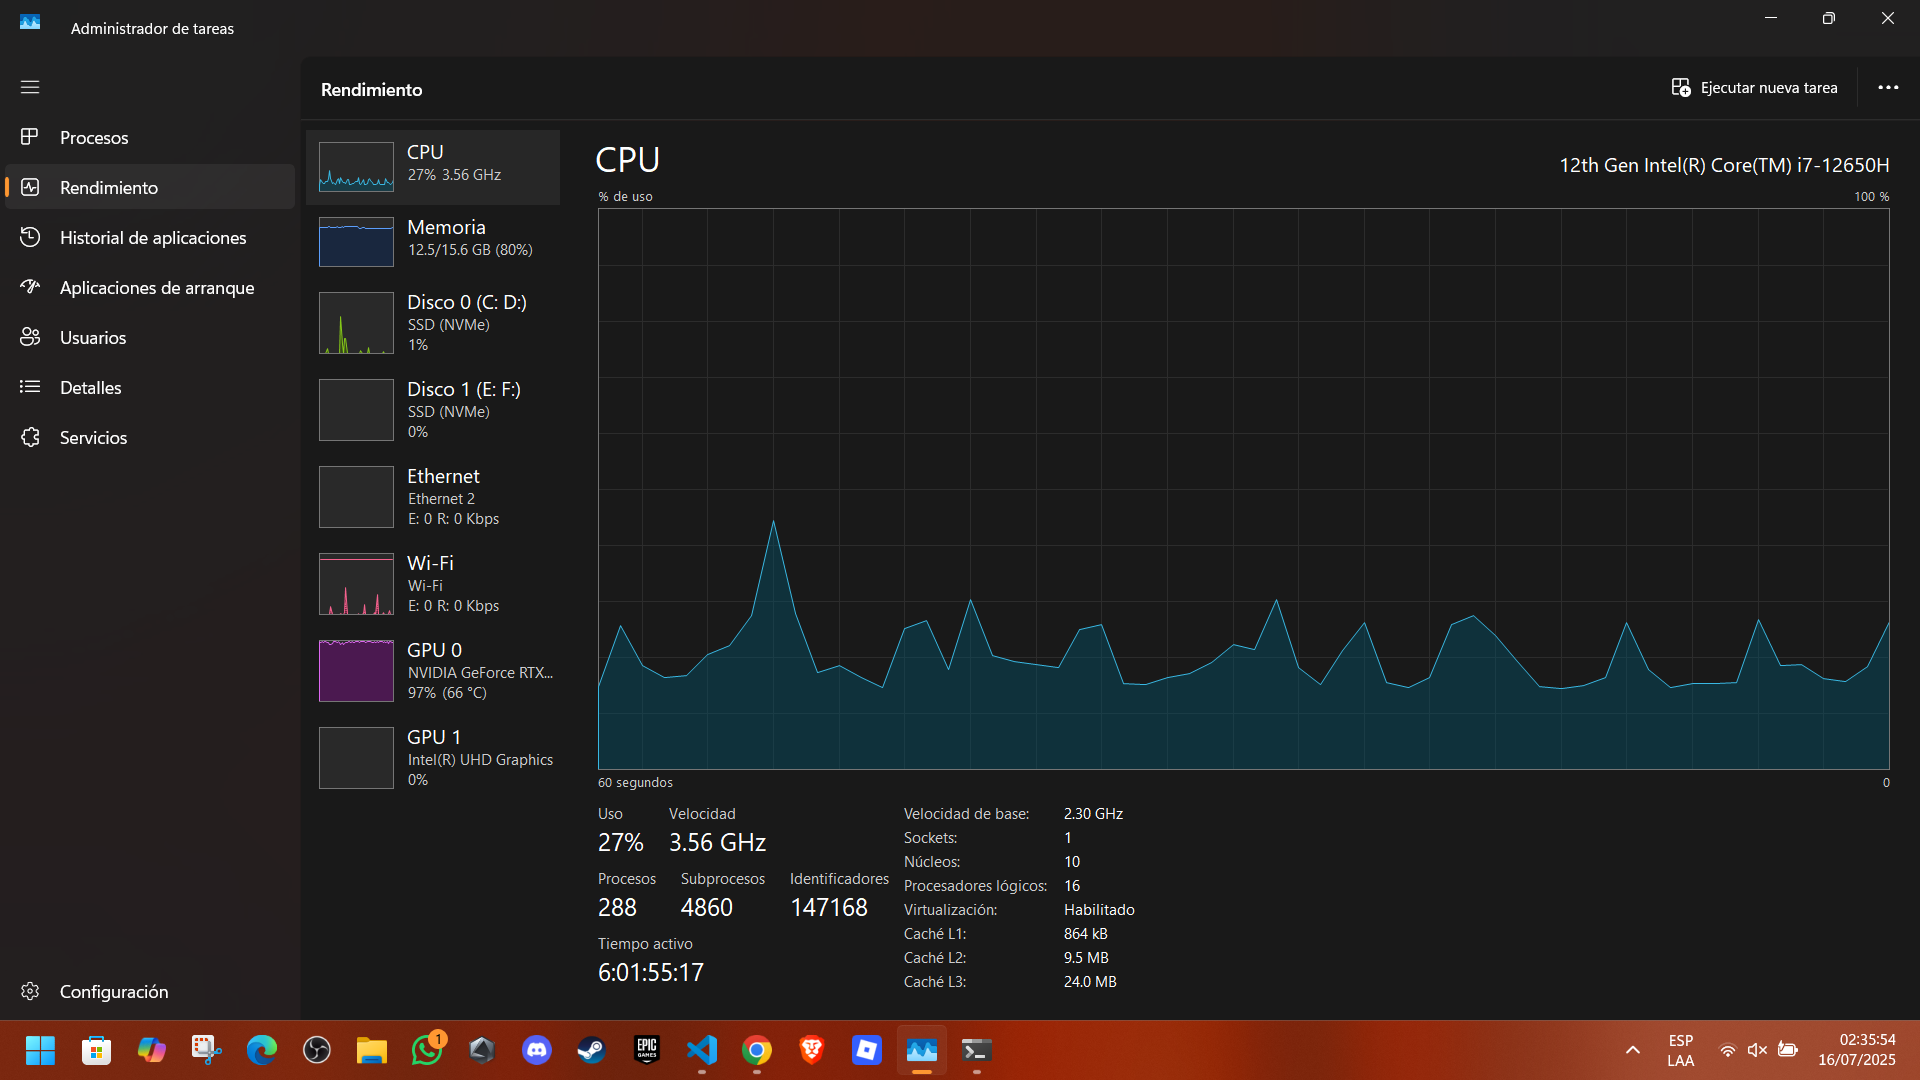 Administrador de tareas
Rendimiento
Ejecutar nueva tarea
Procesos
Rendimiento
Historial de aplicaciones
Aplicaciones de arranque
Usuarios
Detalles
Servicios
Configuración
CPU
27% 3.56 GHz
Memoria
12.5/15.6 GB (80%)
Disco 0 (C: D:)
SSD (NVMe)
1%
Disco 1 (E: F:)
SSD (NVMe)
0%
Ethernet
Ethernet 2
E: 0 R: 0 Kbps
Wi-Fi
Wi-Fi
E: 0 R: 0 Kbps
GPU 0
NVIDIA GeForce RTX...
97% (66 °C)
GPU 1
Intel(R) UHD Graphics
0%
CPU
12th Gen Intel(R) Core(TM) i7-12650H
% de uso
100 %
60 segundos
0
Uso
Velocidad
27%
3.56 GHz
Procesos
Subprocesos
Identificadores
288
4860
147168
Tiempo activo
6:01:55:17
Velocidad de base: 2.30 GHz
Sockets: 1
Núcleos: 10
Procesadores lógicos: 16
Virtualización: Habilitado
Caché L1: 864 kB
Caché L2: 9.5 MB
Caché L3: 24.0 MB
1
EPIC
GAMES
ESP
LAA
02:35:54
16/07/2025